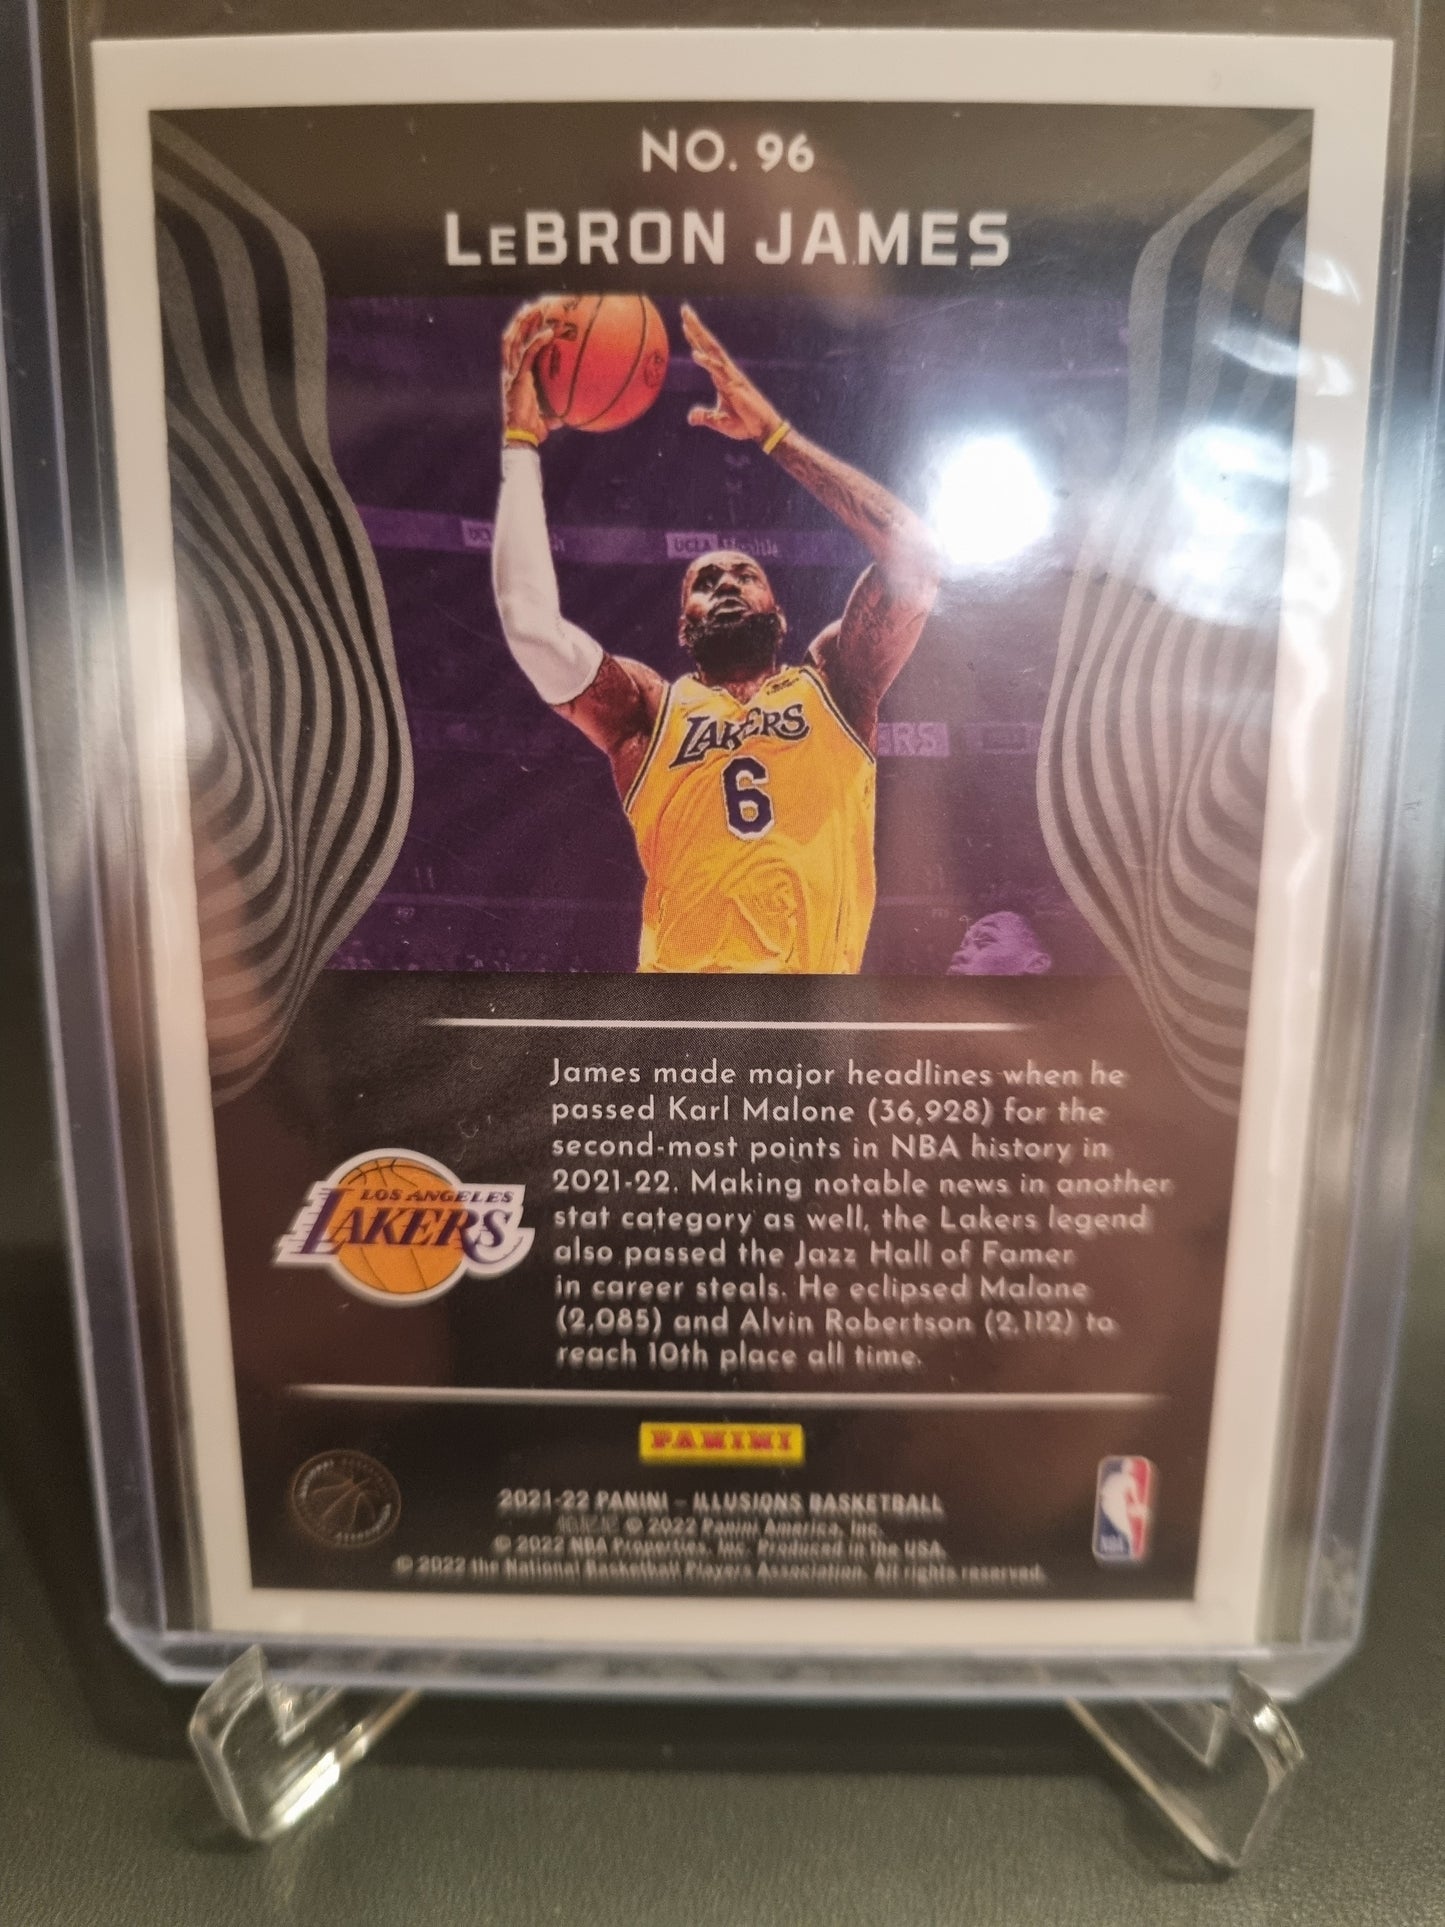 NO. 96
LeBRON JAMES
UCLA Health
LAKERS
6
ERS
James made major headlines when he
passed Karl Malone (36,928) for the
second-most points in NBA history in
2021-22. Making notable news in another
stat category as well, the Lakers legend
also passed the Jazz Hall of Famer
in career steals. He eclipsed Malone
(2,085) and Alvin Robertson (2,112) to
reach 10th place all time.
LOS ANGELES
LAKERS
PANINI
2021-22 PANINI – ILLUSIONS BASKETBALL
© 2022 Panini America, Inc.
© 2022 NBA Properties, Inc. Produced in the USA.
© 2022 the National Basketball Players Association. All rights reserved.
NBA